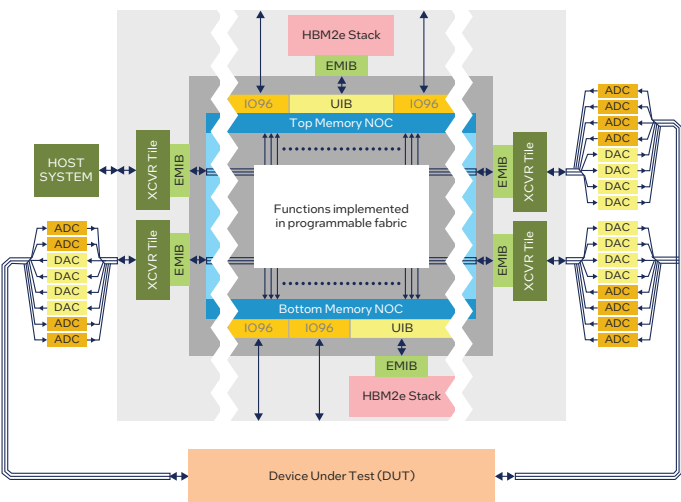 HBM2e Stack
EMIB
IO96
UIB
IO96
Top Memory NOC
HOST
SYSTEM
XCVR Tile
EMIB
EMIB
XCVR Tile
ADC
ADC
ADC
ADC
DAC
DAC
DAC
DAC
Functions implemented
in programmable fabric
ADC
ADC
DAC
DAC
DAC
DAC
ADC
ADC
XCVR Tile
EMIB
EMIB
XCVR Tile
DAC
DAC
DAC
DAC
ADC
ADC
ADC
ADC
Bottom Memory NOC
IO96
IO96
UIB
EMIB
HBM2e Stack
Device Under Test (DUT)